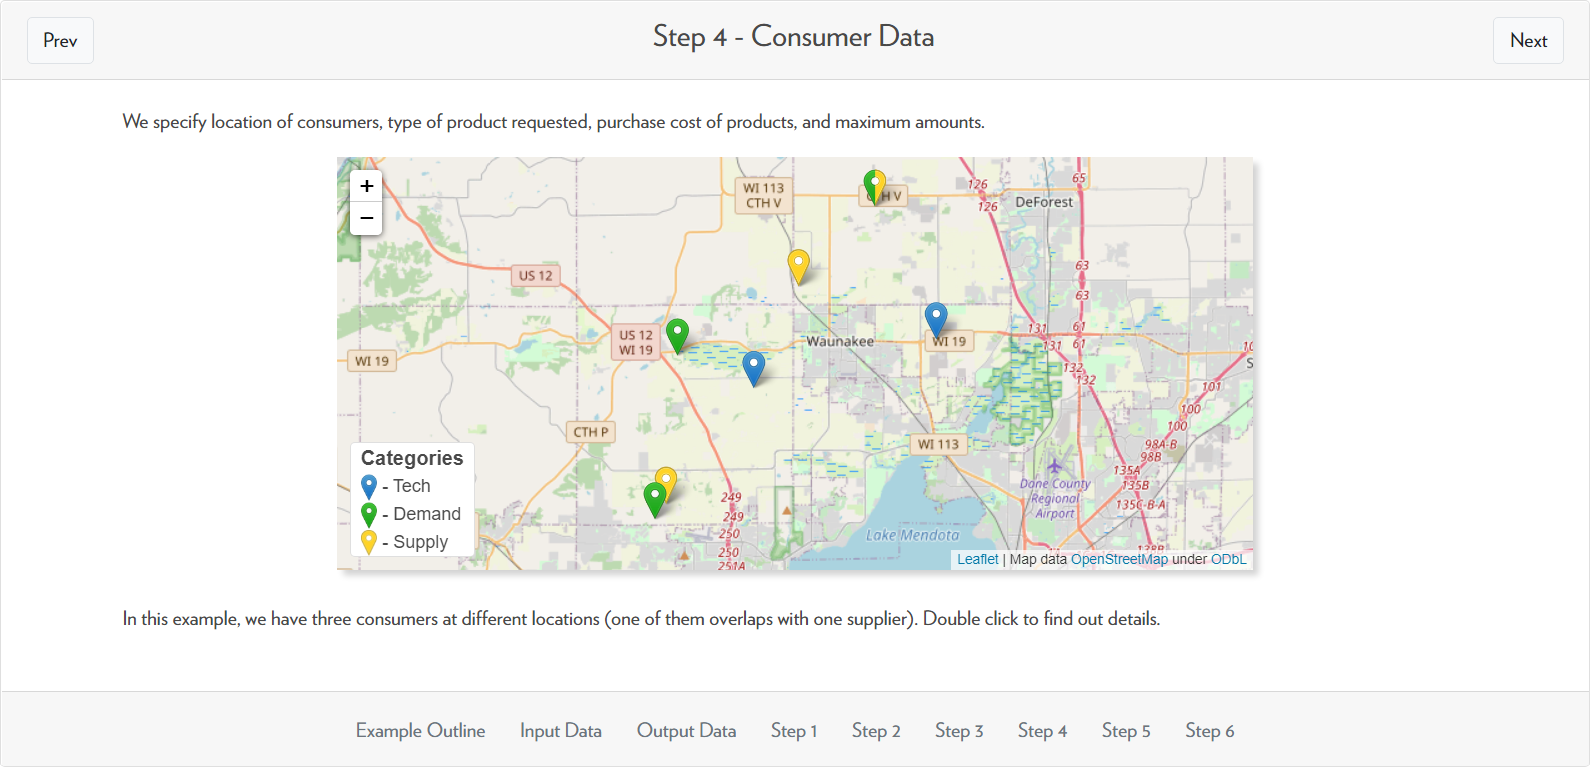 Prev
Step 4 - Consumer Data
Next
We specify location of consumers, type of product requested, purchase cost of products, and maximum amounts.
+
−
WI 113
CTH V
CTH V
126
126
65
DeForest
63
63
US 12
US 12
WI 19
WI 19
Waunakee
WI 19
131
131
61
61
132
132
101
100
100
CTH P
WI 113
98A-B
98B
135A
135B
135C-B-A
138B
Dane County
Regional
Airport
249
249
250
250
251A
Lake Mendota
Categories
- Tech
- Demand
- Supply
Leaflet | Map data OpenStreetMap under ODbL
In this example, we have three consumers at different locations (one of them overlaps with one supplier). Double click to find out details.
Example Outline Input Data Output Data Step 1 Step 2 Step 3 Step 4 Step 5 Step 6